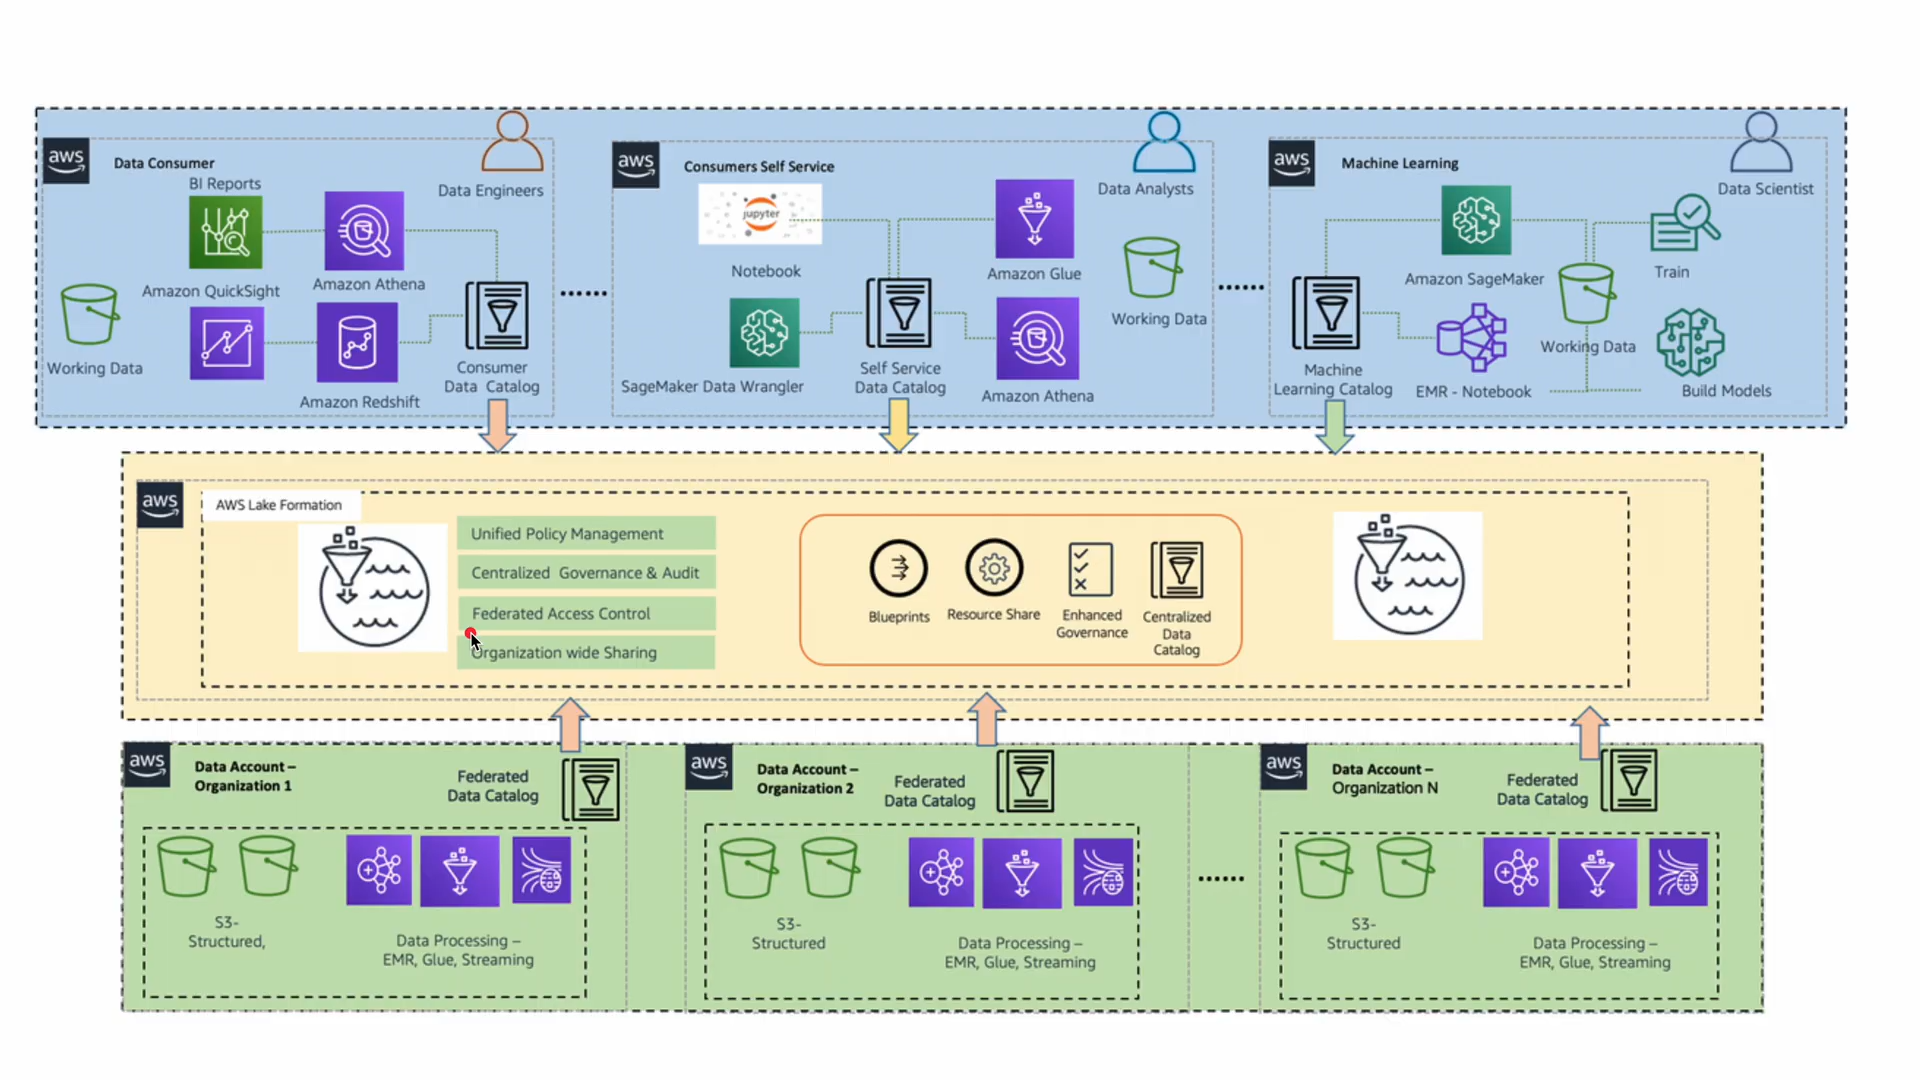 aws
Data Consumer
BI Reports
Data Engineers
Amazon QuickSight
Amazon Athena
Working Data
Amazon Redshift
Consumer
Data Catalog
......
aws
Consumers Self Service
Data Analysts
jupyter
Notebook
Amazon Glue
Working Data
SageMaker Data Wrangler
Self Service
Data Catalog
Amazon Athena
......
aws
Machine Learning
Data Scientist
Amazon SageMaker
Train
Working Data
Machine
Learning Catalog
EMR - Notebook
Build Models
aws
AWS Lake Formation
Unified Policy Management
Centralized Governance & Audit
Federated Access Control
Organization wide Sharing
Blueprints
Resource Share
Enhanced
Governance
Centralized
Data
Catalog
aws
Data Account –
Organization 1
Federated
Data Catalog
S3-
Structured,
Data Processing –
EMR, Glue, Streaming
aws
Data Account –
Organization 2
Federated
Data Catalog
S3-
Structured
Data Processing –
EMR, Glue, Streaming
......
aws
Data Account –
Organization N
Federated
Data Catalog
S3-
Structured
Data Processing –
EMR, Glue, Streaming